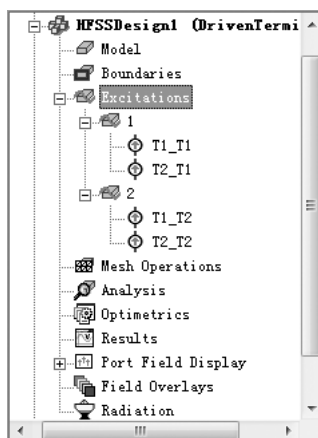 HFSSDesign1 (DrivenTermi
Model
Boundaries
Excitations
1
T1_T1
T2_T1
2
T1_T2
T2_T2
Mesh Operations
Analysis
Optimetrics
Results
Port Field Display
Field Overlays
Radiation